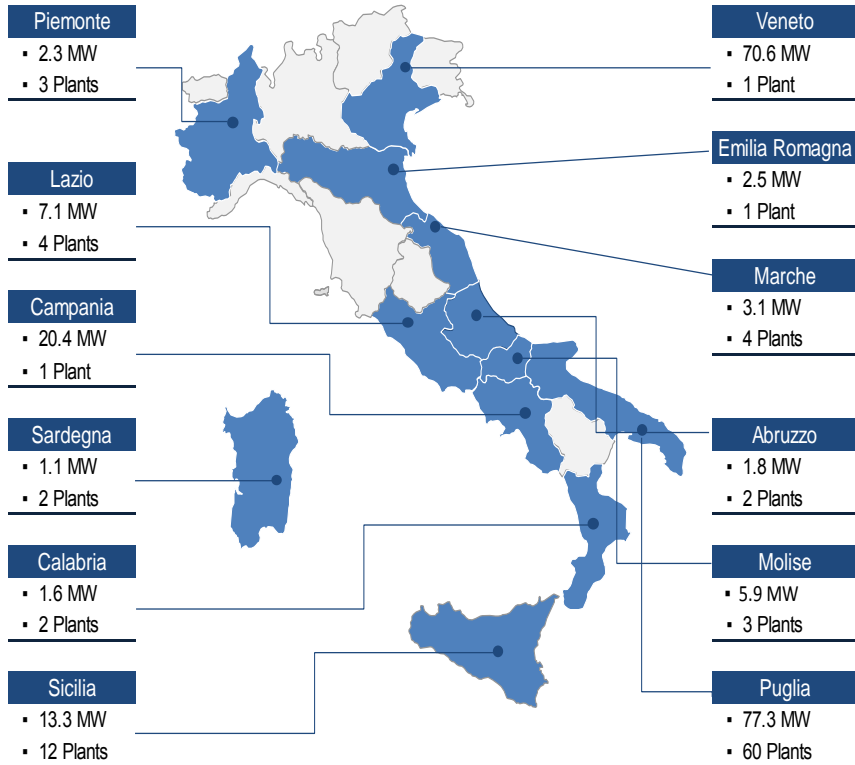 Piemonte
▪ 2.3 MW
▪ 3 Plants
Lazio
▪ 7.1 MW
▪ 4 Plants
Campania
▪ 20.4 MW
▪ 1 Plant
Sardegna
▪ 1.1 MW
▪ 2 Plants
Calabria
▪ 1.6 MW
▪ 2 Plants
Sicilia
▪ 13.3 MW
▪ 12 Plants
Veneto
▪ 70.6 MW
▪ 1 Plant
Emilia Romagna
▪ 2.5 MW
▪ 1 Plant
Marche
▪ 3.1 MW
▪ 4 Plants
Abruzzo
▪ 1.8 MW
▪ 2 Plants
Molise
▪ 5.9 MW
▪ 3 Plants
Puglia
▪ 77.3 MW
▪ 60 Plants